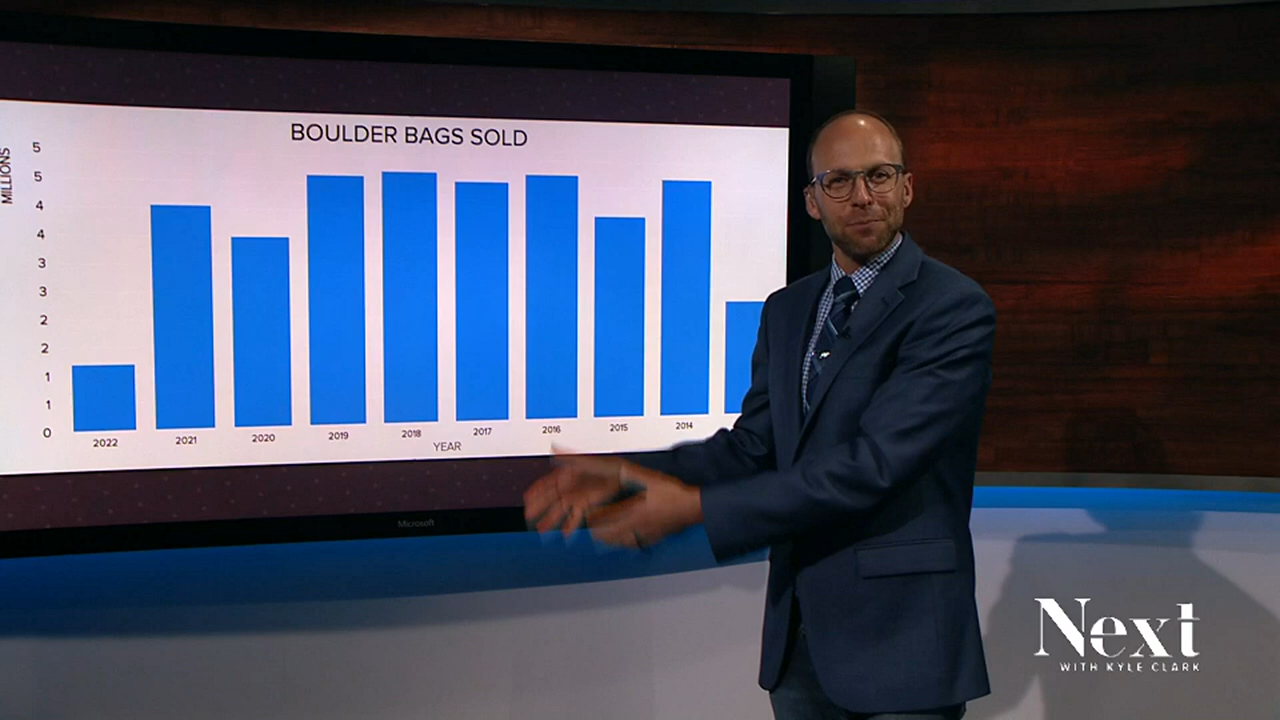 BOULDER BAGS SOLD
MILLIONS
5
5
4
4
3
3
2
2
1
1
0
2022 2021 2020 2019 2018 2017 2016 2015 2014
YEAR
Microsoft
Next
WITH KYLE CLARK